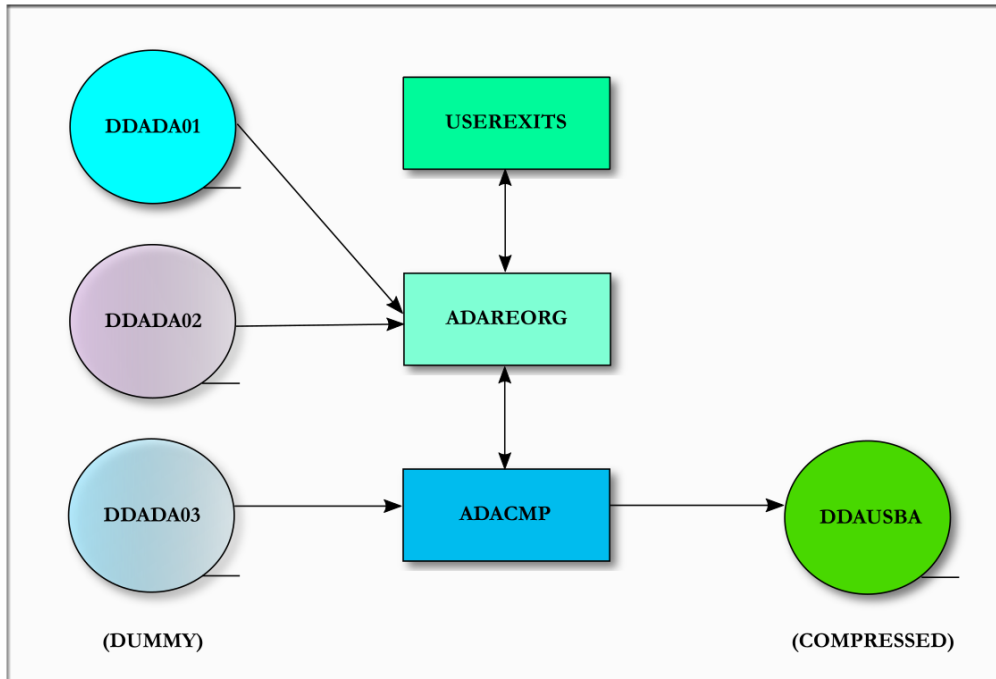 DDADA01
USEREXITS
DDADA02
ADAREORG
DDADA03
ADACMP
DDAUSBA
(DUMMY)
(COMPRESSED)